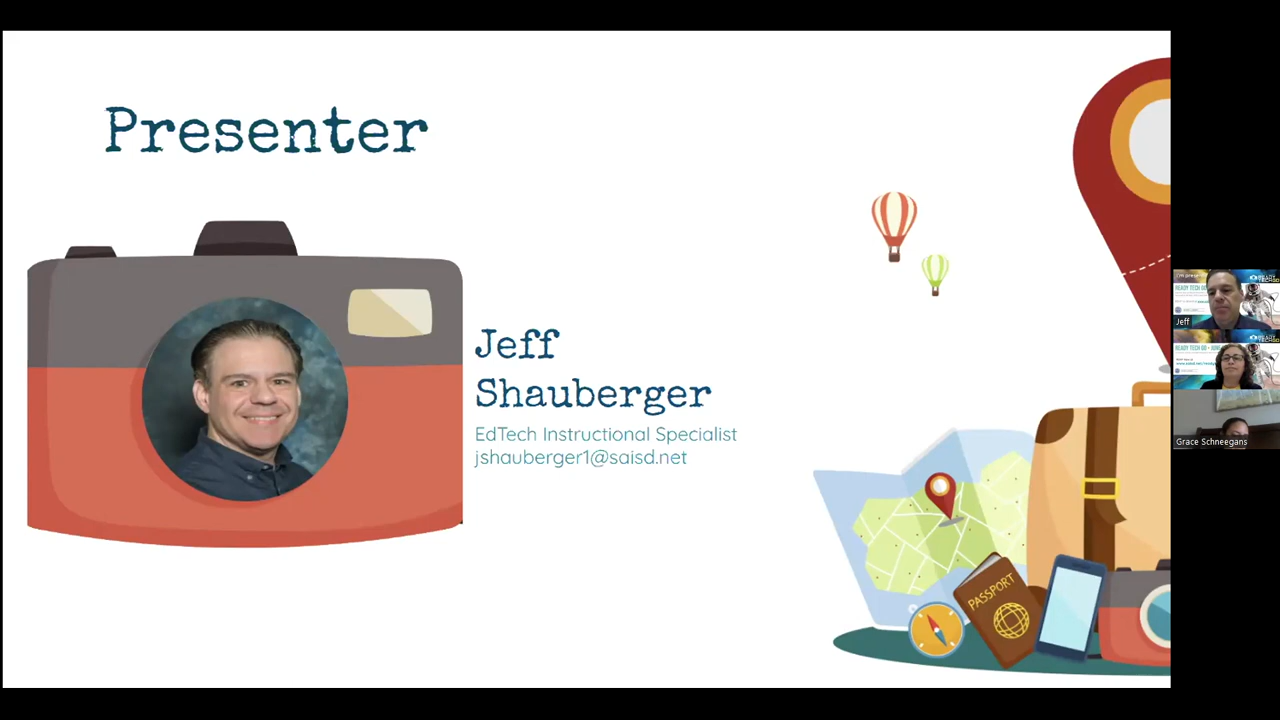 Presenter
Jeff
Shauberger
EdTech Instructional Specialist
jshauberger1@saisd.net
PASSPORT
Jeff
Grace Schneegans